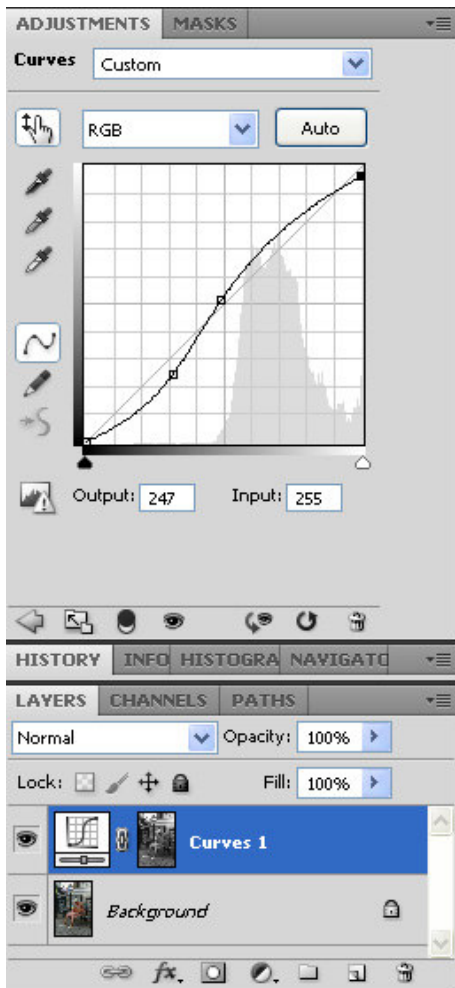 ADJUSTMENTS MASKS
Curves Custom
RGB Auto
Output: 247 Input: 255
HISTORY INFO HISTOGRA NAVIGATO
LAYERS CHANNELS PATHS
Normal Opacity: 100%
Lock: Fill: 100%
Curves 1
Background
fx.